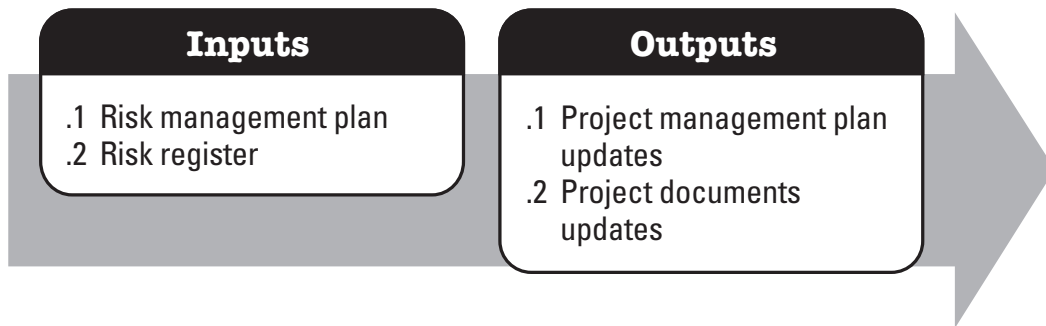 Inputs
.1 Risk management plan
.2 Risk register
Outputs
.1 Project management plan
updates
.2 Project documents
updates